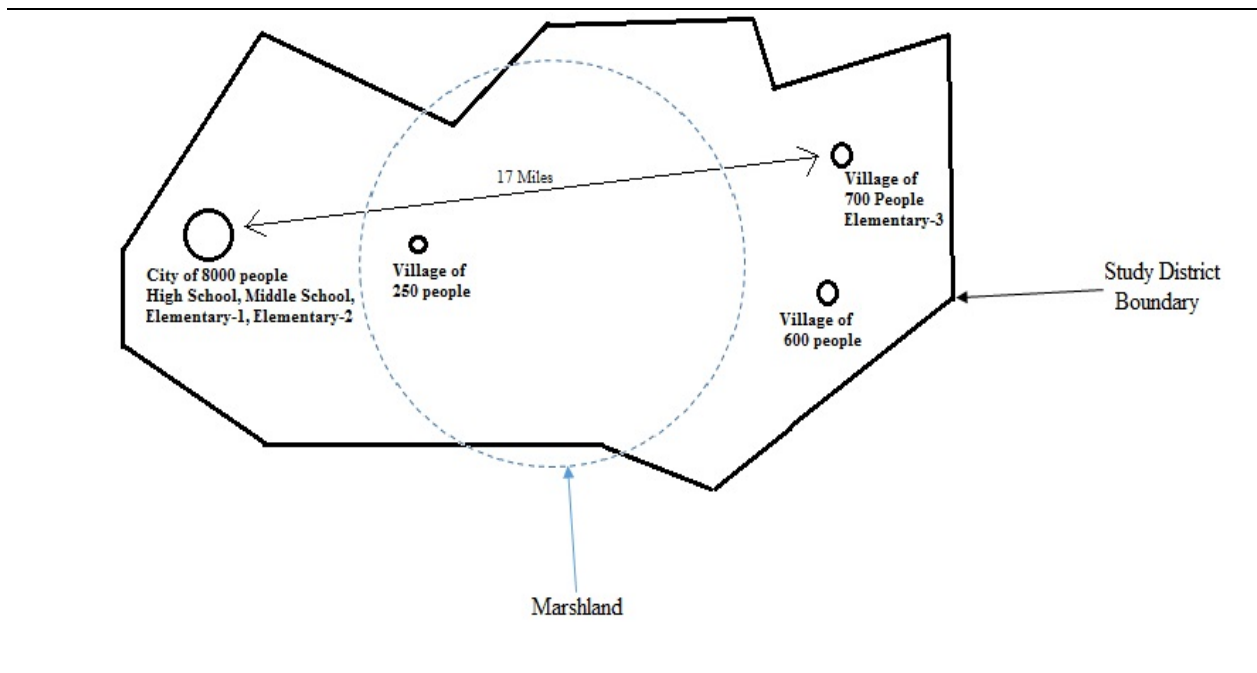 17 Miles
Village of
700 People
Elementary-3
City of 8000 people
High School, Middle School,
Elementary-1, Elementary-2
Village of
250 people
Study District
Boundary
Village of
600 people
Marshland